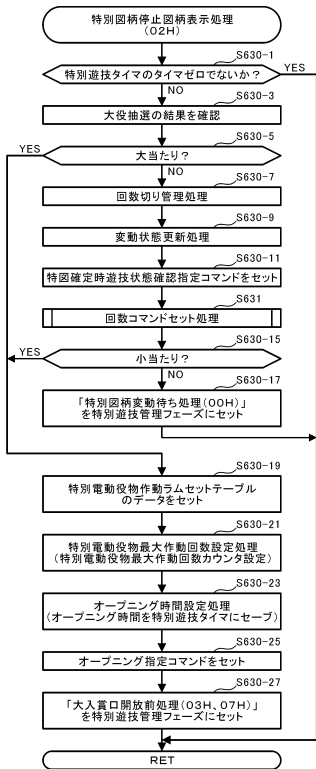 特別図柄停止図柄表示処理
(02H)
S630-1
特別遊技タイマのタイマゼロでないか?
YES
NO
S630-3
大役抽選の結果を確認
S630-5
YES
大当たり?
NO
S630-7
回数切り管理処理
S630-9
変動状態更新処理
S630-11
特図確定時遊技状態確認指定コマンドをセット
S631
回数コマンドセット処理
S630-15
YES
小当たり?
NO
S630-17
「特別図柄変動待ち処理(00H)」
を特別遊技管理フェーズにセット
S630-19
特別電動役物作動ラムセットテーブル
のデータをセット
S630-21
特別電動役物最大作動回数設定処理
(特別電動役物最大作動回数カウンタ設定)
S630-23
オープニング時間設定処理
(オープニング時間を特別遊技タイマにセーブ)
S630-25
オープニング指定コマンドをセット
S630-27
「大入賞口開放前処理(03H、07H)」
を特別遊技管理フェーズにセット
RET